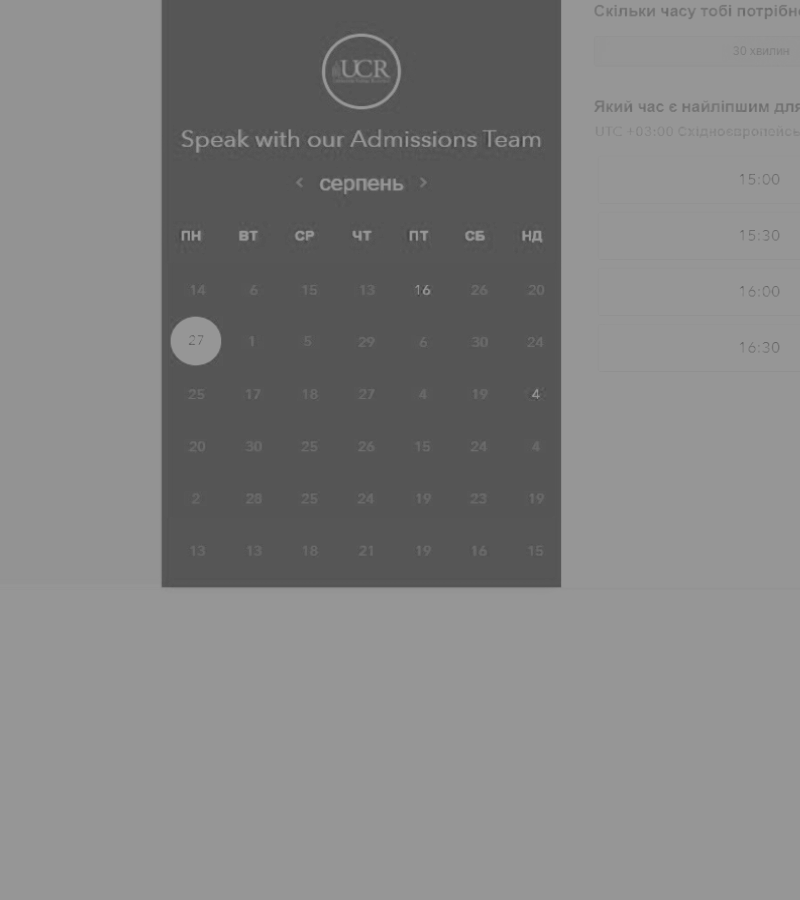 UCR
Speak with our Admissions Team
< серпень >
ПН ВТ СР ЧТ ПТ СБ НД
14 6 15 13 16 26 20
27 1 5 29 6 30 24
25 17 18 27 4 19 4
20 30 25 26 15 24 4
2 28 25 24 19 23 19
13 13 18 21 19 16 15
Скільки часу тобі потрібно
30 хвилин
Який час є найліпшим для
UTC +03:00
15:00
15:30
16:00
16:30